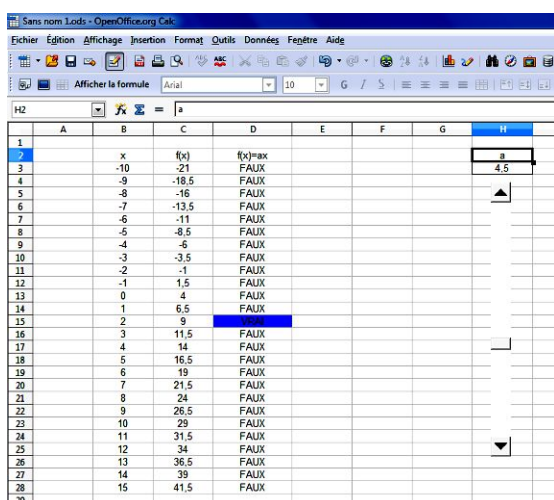 Sans nom 1.ods - OpenOffice.org Calc
Fichier Édition Affichage Insertion Format Outils Données Fenêtre Aide
Afficher la formule Arial 10 G I S
H2 = a
A B C D E F G H
1
2 x f(x) f(x)=ax a
3 -10 -21 FAUX 4,5
4 -9 -18,5 FAUX
5 -8 -16 FAUX
6 -7 -13,5 FAUX
7 -6 -11 FAUX
8 -5 -8,5 FAUX
9 -4 -6 FAUX
10 -3 -3,5 FAUX
11 -2 -1 FAUX
12 -1 1,5 FAUX
13 0 4 FAUX
14 1 6,5 FAUX
15 2 9 VRAI
16 3 11,5 FAUX
17 4 14 FAUX
18 5 16,5 FAUX
19 6 19 FAUX
20 7 21,5 FAUX
21 8 24 FAUX
22 9 26,5 FAUX
23 10 29 FAUX
24 11 31,5 FAUX
25 12 34 FAUX
26 13 36,5 FAUX
27 14 39 FAUX
28 15 41,5 FAUX